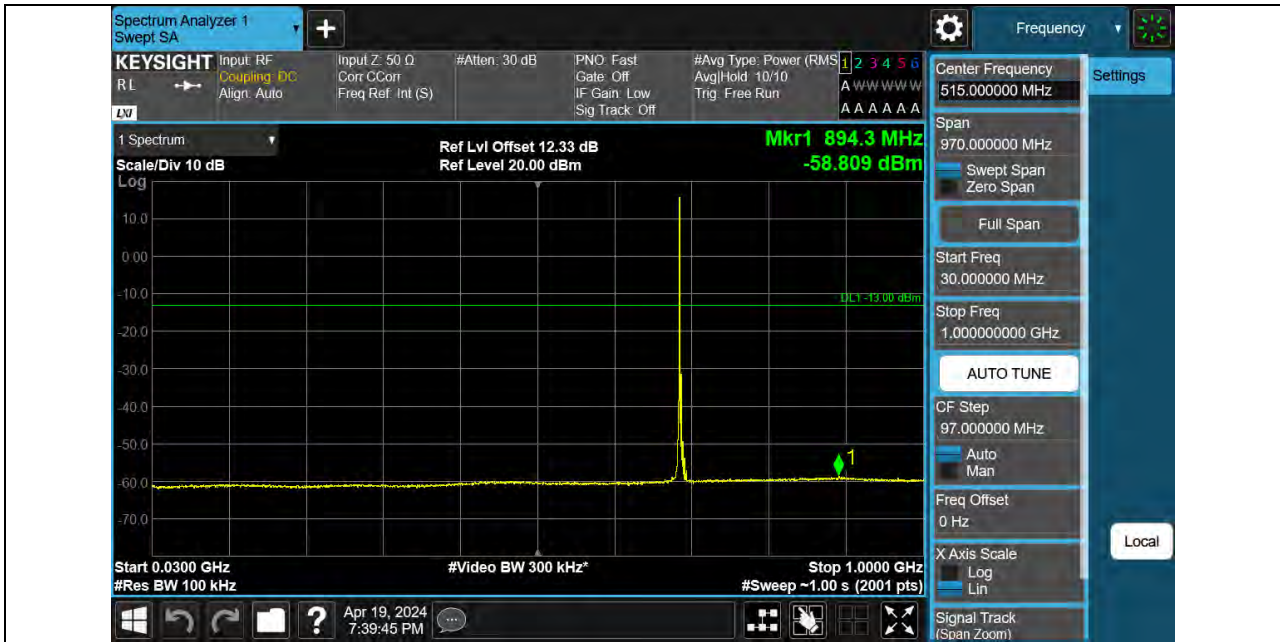 Spectrum Analyzer 1
Swept SA
+
Frequency
KEYSIGHT
RL
LXI
Input: RF
Coupling: DC
Align: Auto
Input Z: 50 Ω
Corr CCorr
Freq Ref: Int (S)
#Atten: 30 dB
PNO: Fast
Gate: Off
IF Gain: Low
Sig Track: Off
#Avg Type: Power (RMS
Avg|Hold: 10/10
Trig: Free Run
1 2 3 4 5 6
A W W W W W
A A A A A A
1 Spectrum
Scale/Div 10 dB
Ref Lvl Offset 12.33 dB
Ref Level 20.00 dBm
Mkr1 894.3 MHz
-58.809 dBm
Log
10.0
0.00
-10.0
-20.0
-30.0
-40.0
-50.0
-60.0
-70.0
DL1 -13.00 dBm
1
Start 0.0300 GHz
#Res BW 100 kHz
#Video BW 300 kHz*
Stop 1.0000 GHz
#Sweep ~1.00 s (2001 pts)
Center Frequency
515.000000 MHz
Span
970.000000 MHz
Swept Span
Zero Span
Full Span
Start Freq
30.000000 MHz
Stop Freq
1.000000000 GHz
AUTO TUNE
CF Step
97.000000 MHz
Auto
Man
Freq Offset
0 Hz
X Axis Scale
Log
Lin
Signal Track
(Span Zoom)
Settings
Local
?
Apr 19, 2024
7:39:45 PM